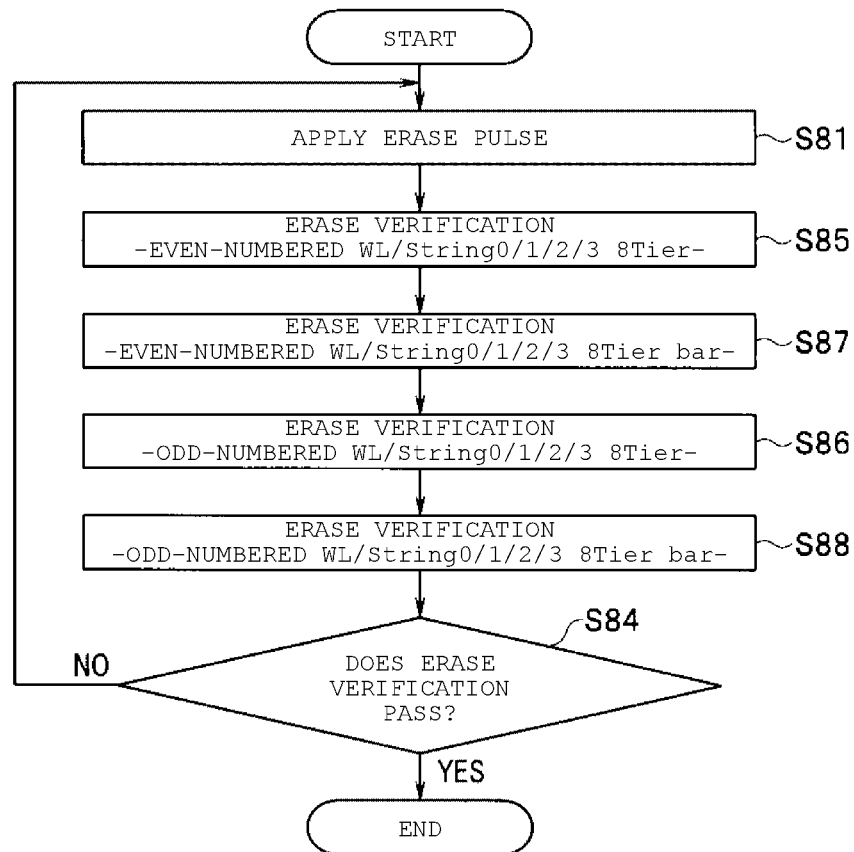 START
APPLY ERASE PULSE
S81
ERASE VERIFICATION
-EVEN-NUMBERED WL/String0/1/2/3 8Tier-
S85
ERASE VERIFICATION
-EVEN-NUMBERED WL/String0/1/2/3 8Tier bar-
S87
ERASE VERIFICATION
-ODD-NUMBERED WL/String0/1/2/3 8Tier-
S86
ERASE VERIFICATION
-ODD-NUMBERED WL/String0/1/2/3 8Tier bar-
S88
S84
NO
DOES ERASE
VERIFICATION
PASS?
YES
END